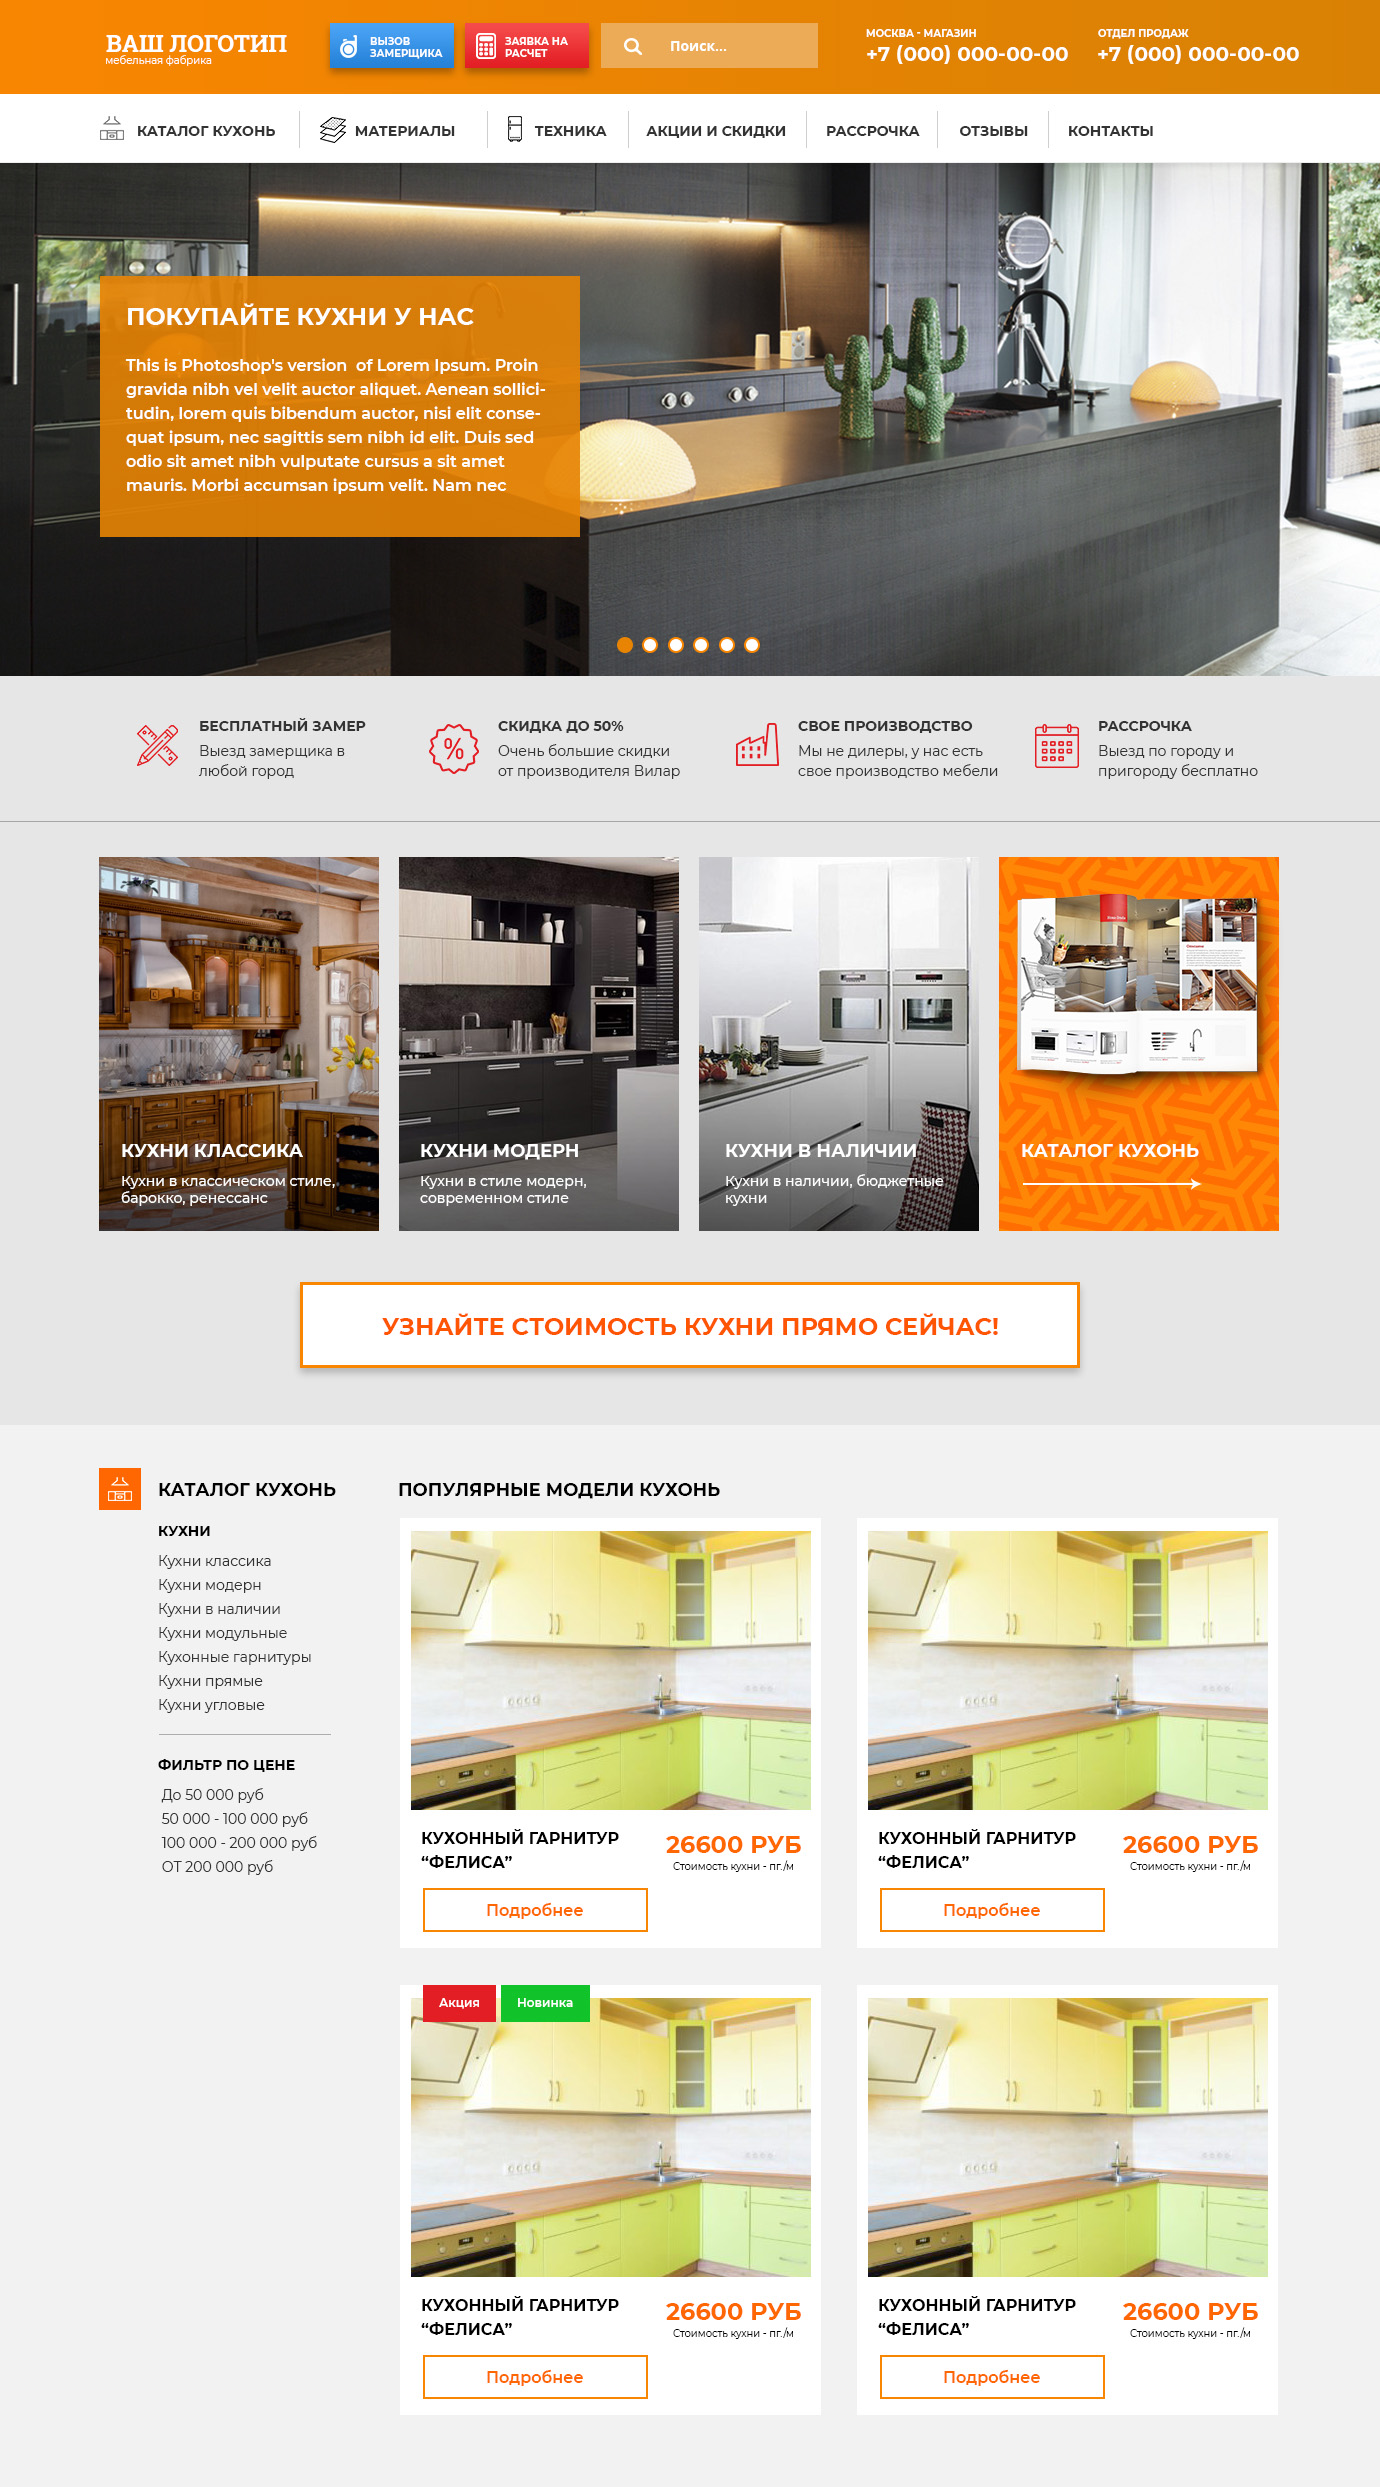 ВАШ ЛОГОТИП
мебельная фабрика
ВЫЗОВ
ЗАМЕРЩИКА
ЗАЯВКА НА
РАСЧЕТ
Поиск...
МОСКВА - МАГАЗИН
+7 (000) 000-00-00
ОТДЕЛ ПРОДАЖ
+7 (000) 000-00-00
КАТАЛОГ КУХОНЬ
МАТЕРИАЛЫ
ТЕХНИКА
АКЦИИ И СКИДКИ
РАССРОЧКА
ОТЗЫВЫ
КОНТАКТЫ
ПОКУПАЙТЕ КУХНИ У НАС
This is Photoshop's version  of Lorem Ipsum. Proin
gravida nibh vel velit auctor aliquet. Aenean sollici-
tudin, lorem quis bibendum auctor, nisi elit conse-
quat ipsum, nec sagittis sem nibh id elit. Duis sed
odio sit amet nibh vulputate cursus a sit amet
mauris. Morbi accumsan ipsum velit. Nam nec
БЕСПЛАТНЫЙ ЗАМЕР
Выезд замерщика в
любой город
СКИДКА ДО 50%
Очень большие скидки
от производителя Вилар
СВОЕ ПРОИЗВОДСТВО
Мы не дилеры, у нас есть
свое производство мебели
РАССРОЧКА
Выезд по городу и
пригороду бесплатно
%
КУХНИ КЛАССИКА
Кухни в классическом стиле,
барокко, ренессанс
КУХНИ МОДЕРН
Кухни в стиле модерн,
современном стиле
КУХНИ В НАЛИЧИИ
Кухни в наличии, бюджетные
кухни
КАТАЛОГ КУХОНЬ
УЗНАЙТЕ СТОИМОСТЬ КУХНИ ПРЯМО СЕЙЧАС!
КАТАЛОГ КУХОНЬ
КУХНИ
Кухни классика
Кухни модерн
Кухни в наличии
Кухни модульные
Кухонные гарнитуры
Кухни прямые
Кухни угловые
ФИЛЬТР ПО ЦЕНЕ
До 50 000 руб
50 000 - 100 000 руб
100 000 - 200 000 руб
ОТ 200 000 руб
ПОПУЛЯРНЫЕ МОДЕЛИ КУХОНЬ
КУХОННЫЙ ГАРНИТУР
“ФЕЛИСА”
26600 РУБ
Стоимость кухни - пг./м
Подробнее
КУХОННЫЙ ГАРНИТУР
“ФЕЛИСА”
26600 РУБ
Стоимость кухни - пг./м
Подробнее
Акция
Новинка
КУХОННЫЙ ГАРНИТУР
“ФЕЛИСА”
26600 РУБ
Стоимость кухни - пг./м
Подробнее
КУХОННЫЙ ГАРНИТУР
“ФЕЛИСА”
26600 РУБ
Стоимость кухни - пг./м
Подробнее